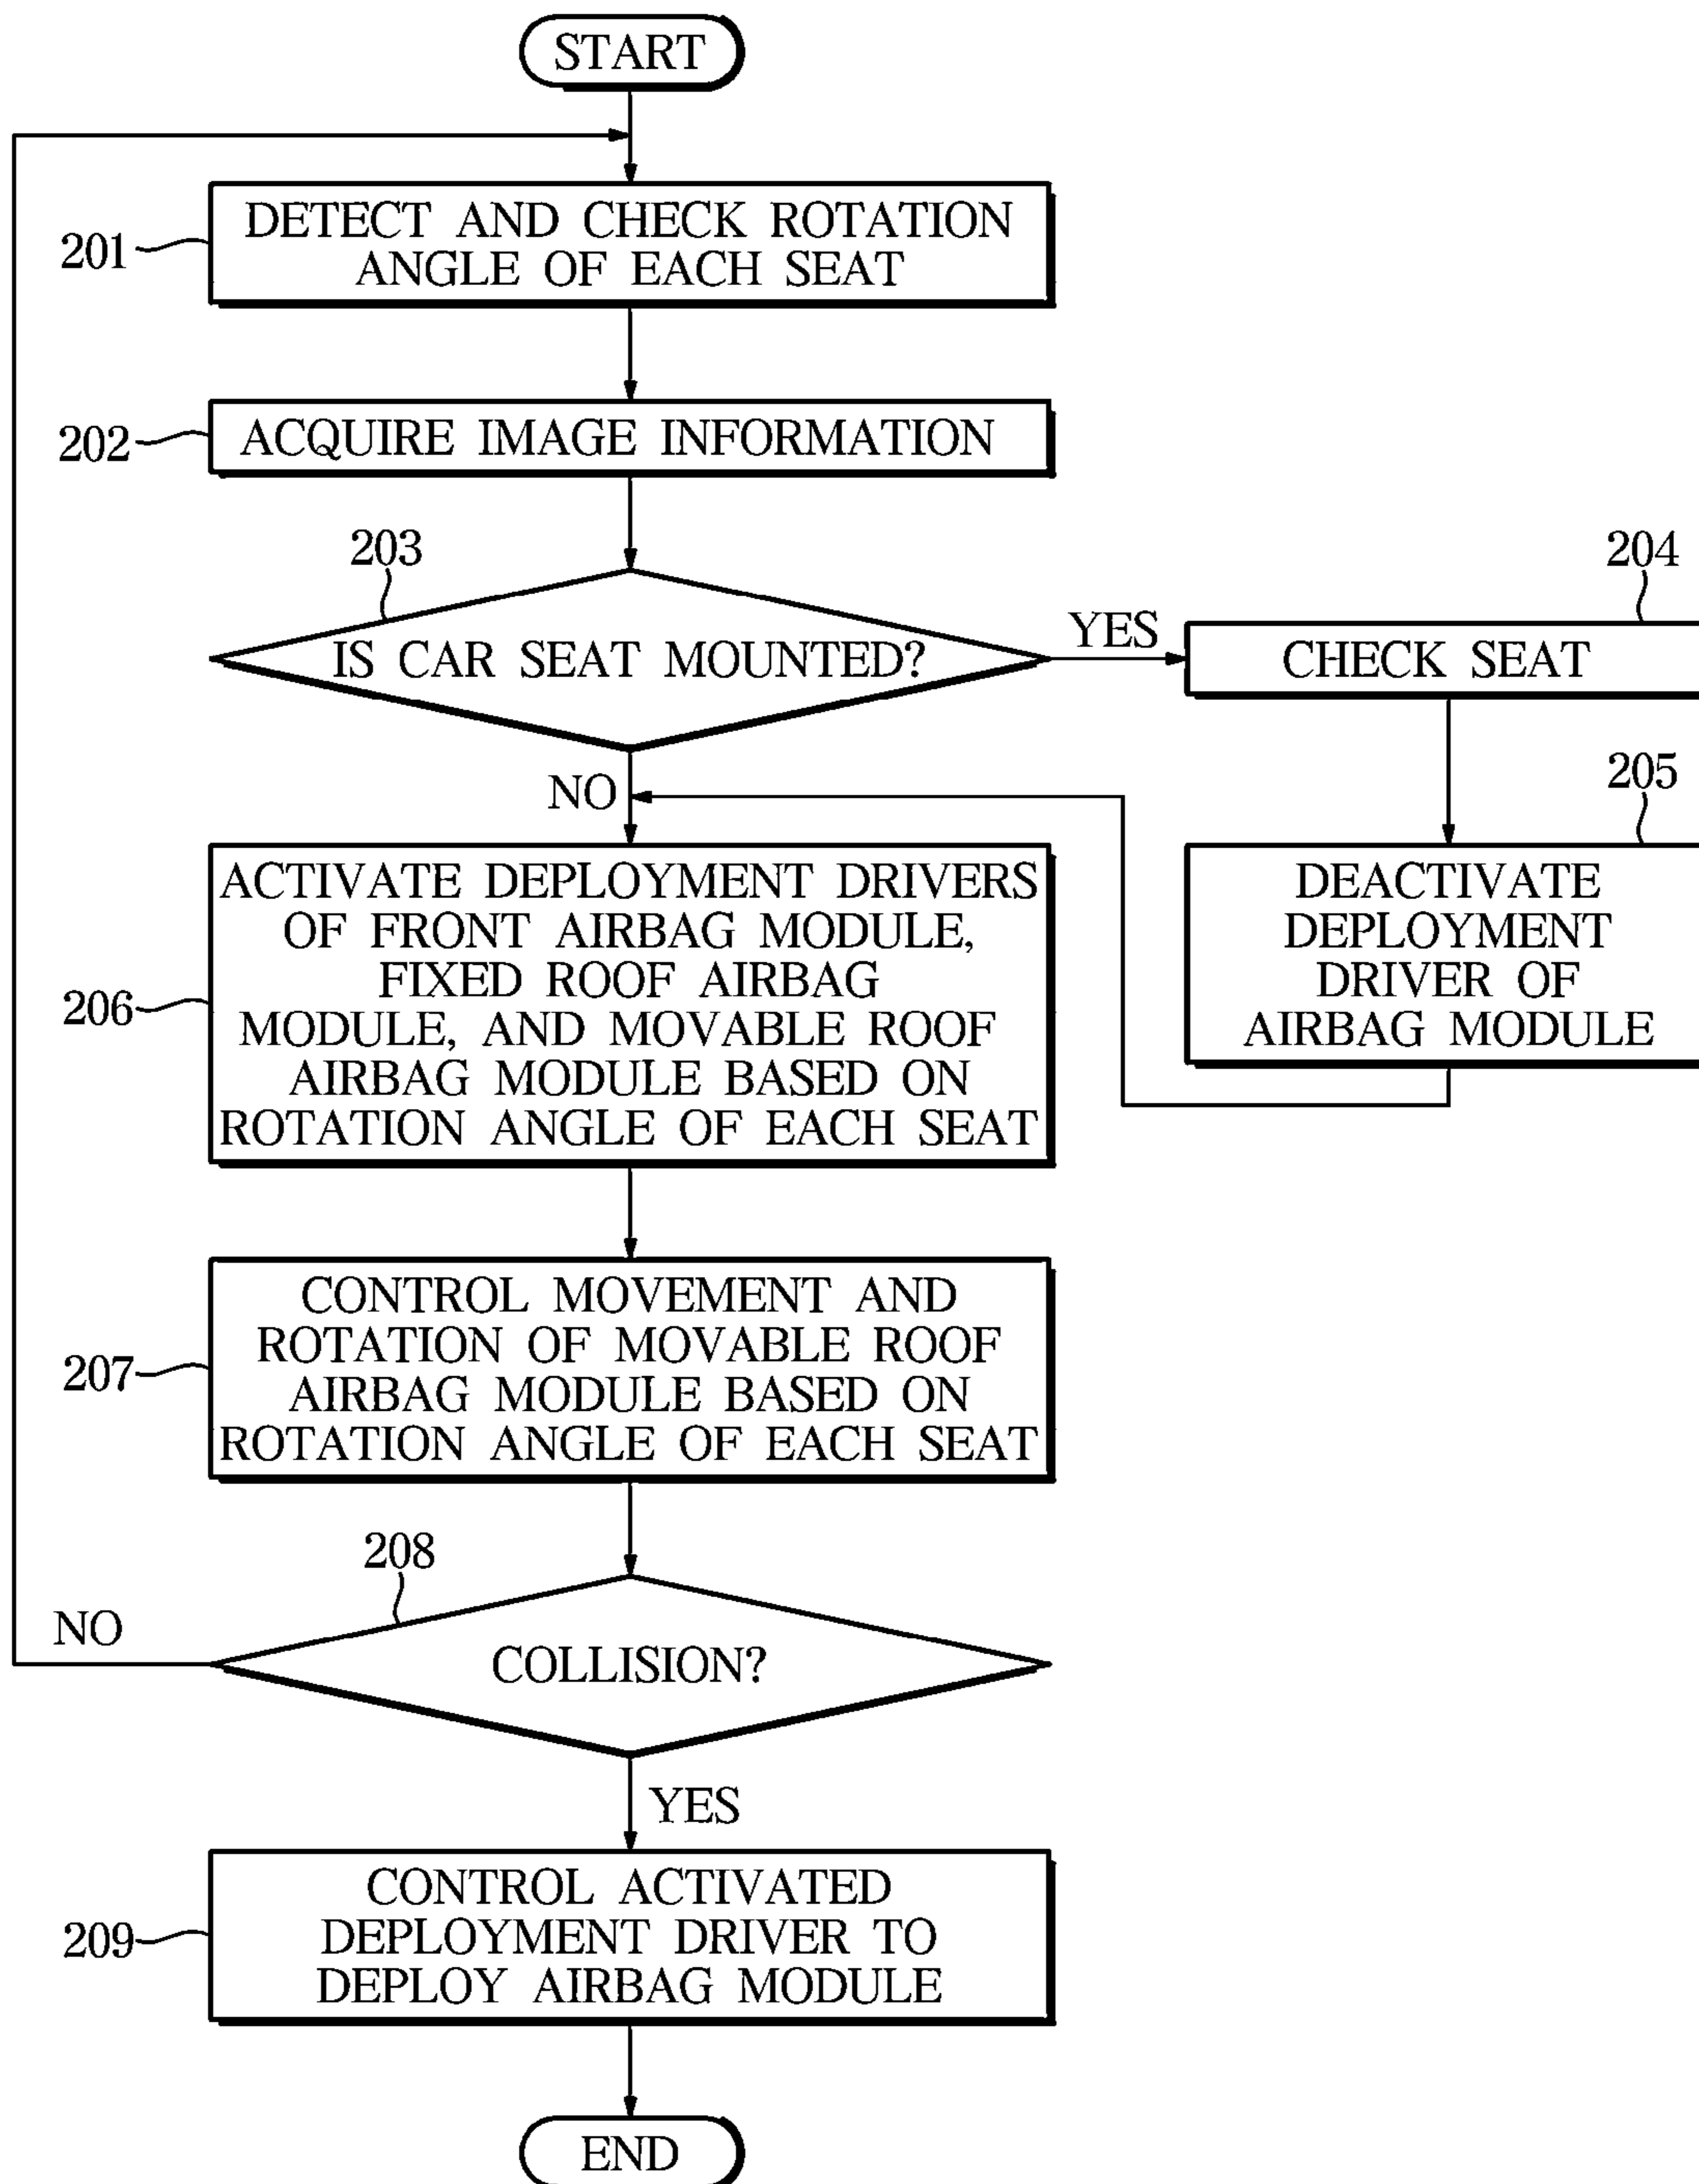 START
201
DETECT AND CHECK ROTATION
ANGLE OF EACH SEAT
202
ACQUIRE IMAGE INFORMATION
203
IS CAR SEAT MOUNTED?
YES
204
CHECK SEAT
NO
205
DEACTIVATE
DEPLOYMENT
DRIVER OF
AIRBAG MODULE
206
ACTIVATE DEPLOYMENT DRIVERS
OF FRONT AIRBAG MODULE,
FIXED ROOF AIRBAG
MODULE, AND MOVABLE ROOF
AIRBAG MODULE BASED ON
ROTATION ANGLE OF EACH SEAT
207
CONTROL MOVEMENT AND
ROTATION OF MOVABLE ROOF
AIRBAG MODULE BASED ON
ROTATION ANGLE OF EACH SEAT
208
COLLISION?
NO
YES
209
CONTROL ACTIVATED
DEPLOYMENT DRIVER TO
DEPLOY AIRBAG MODULE
END